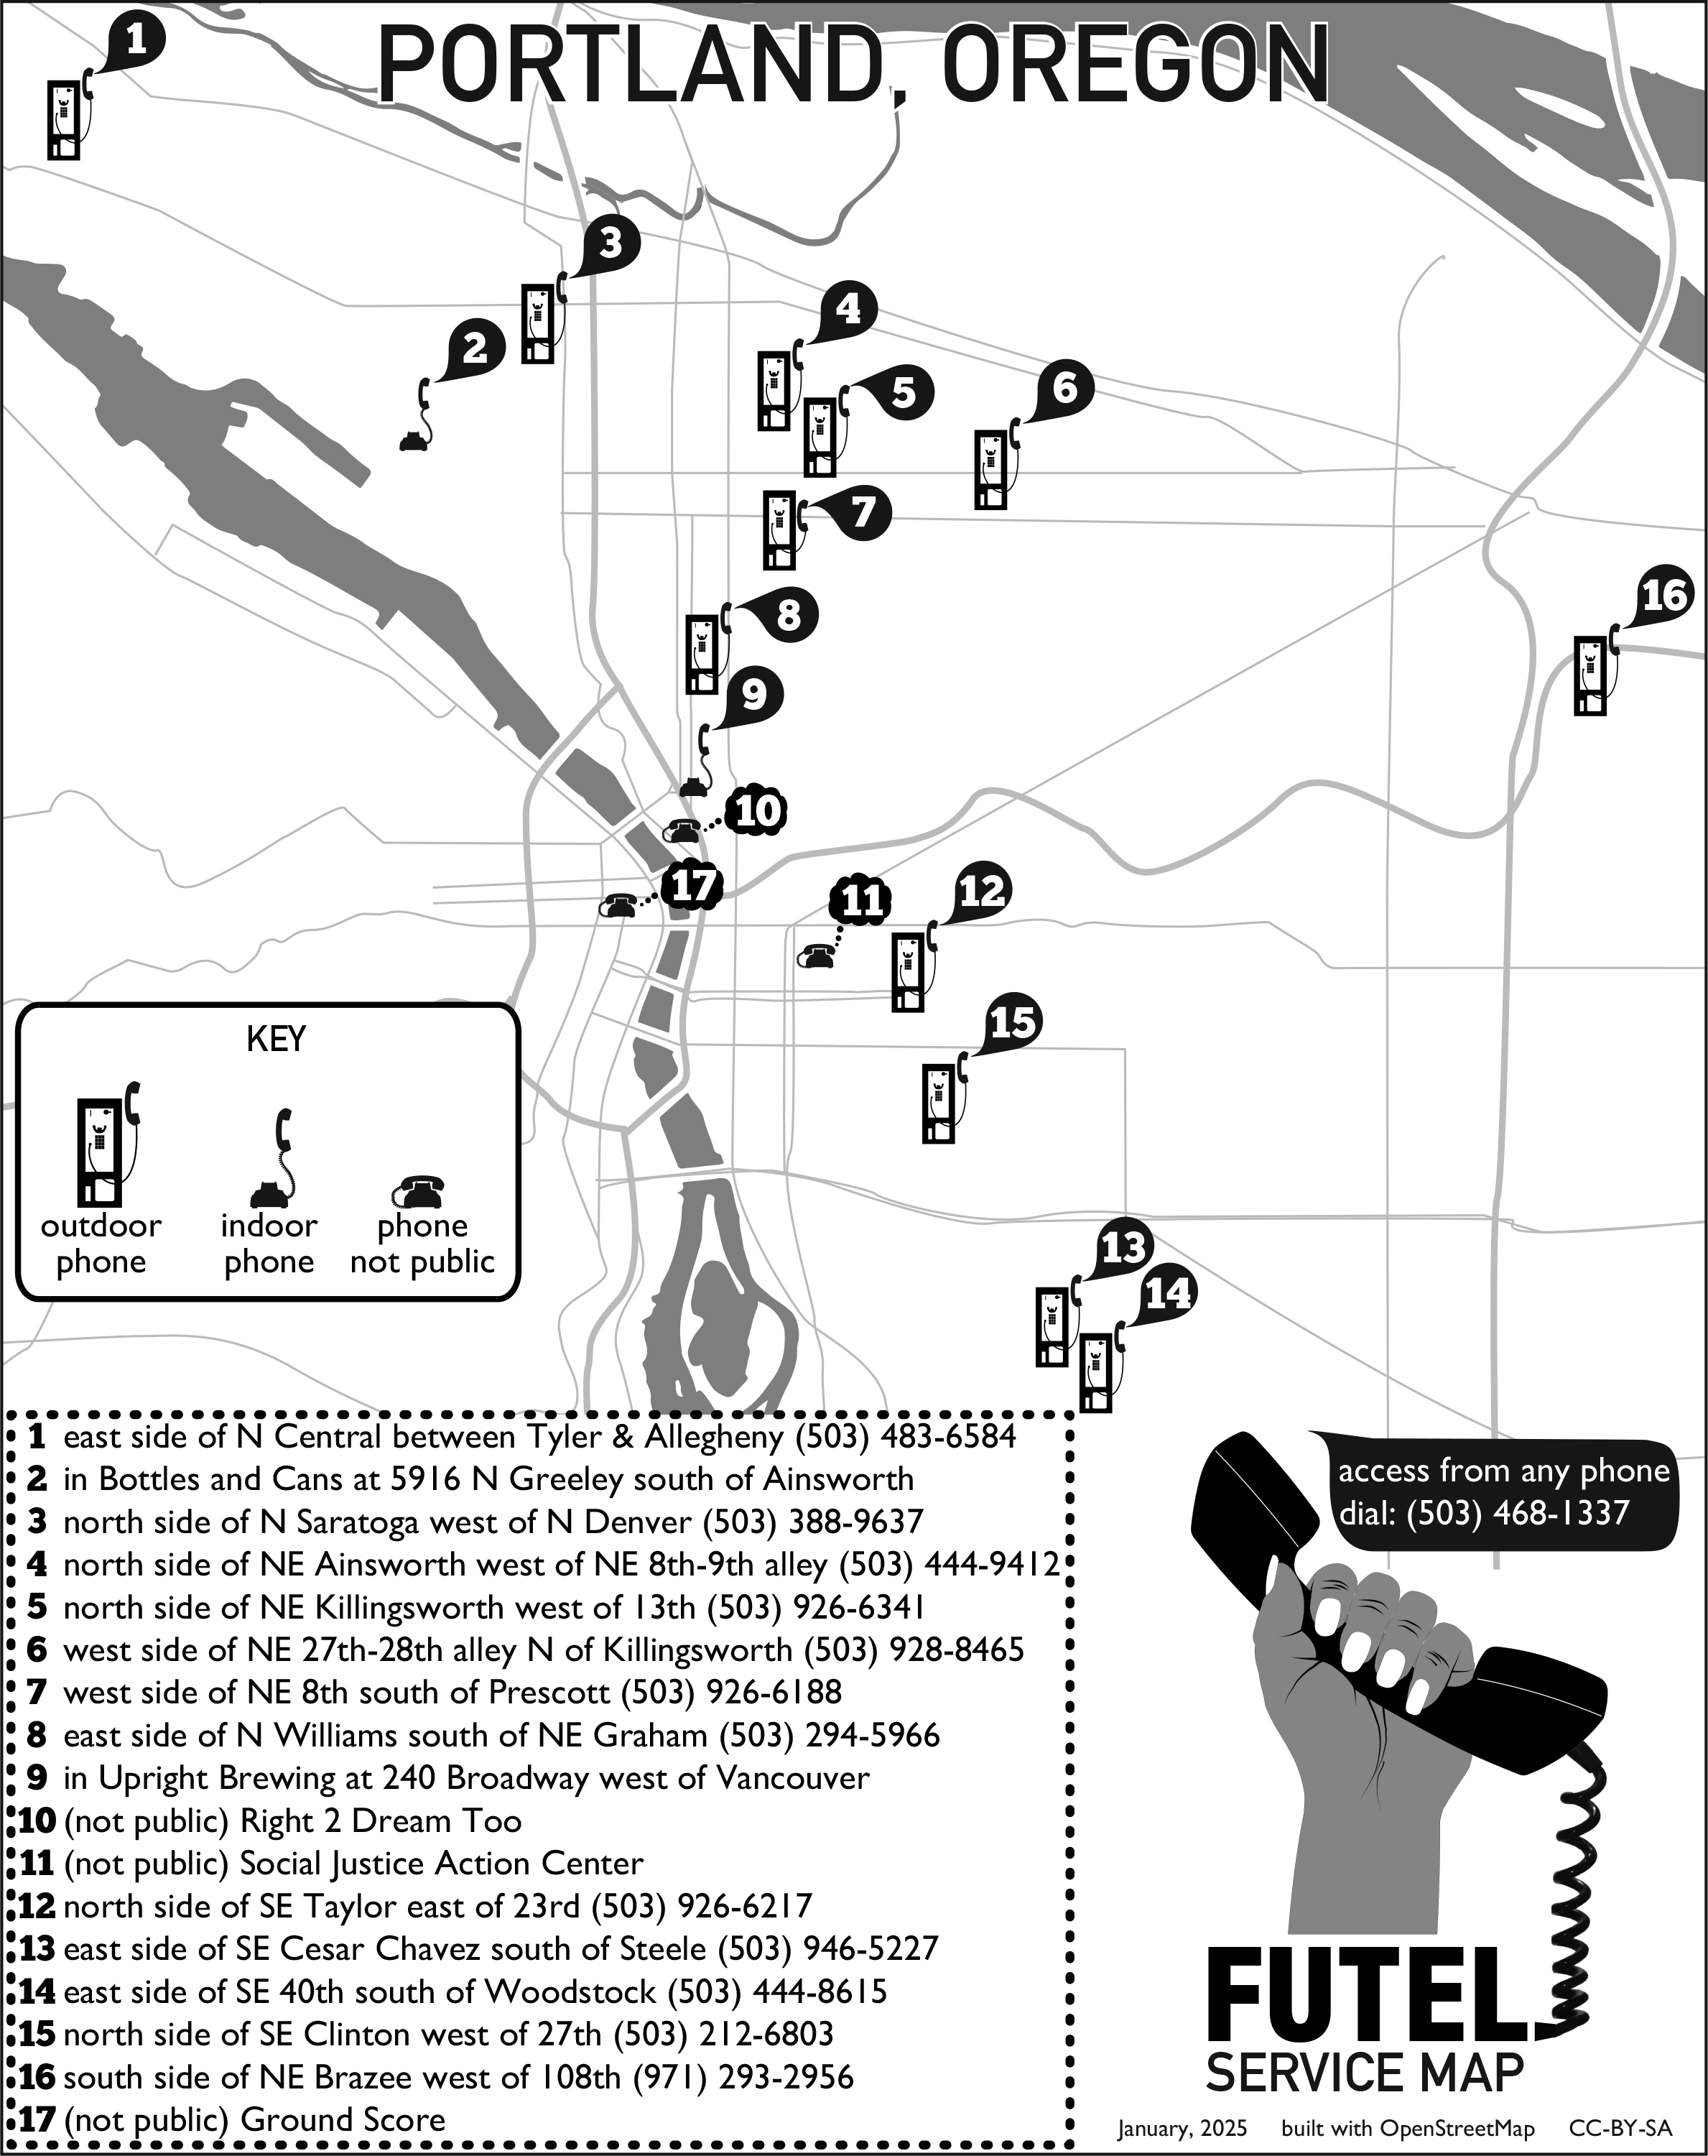 PORTLAND, OREGON
1
3
4
2
5
6
7
16
8
9
10
17
11
12
15
13
14
KEY
outdoor phone
indoor phone
phone not public
1 east side of N Central between Tyler & Allegheny (503) 483-6584
2 in Bottles and Cans at 5916 N Greeley south of Ainsworth
3 north side of N Saratoga west of N Denver (503) 388-9637
4 north side of NE Ainsworth west of NE 8th-9th alley (503) 444-9412
5 north side of NE Killingsworth west of 13th (503) 926-6341
6 west side of NE 27th-28th alley N of Killingsworth (503) 928-8465
7 west side of NE 8th south of Prescott (503) 926-6188
8 east side of N Williams south of NE Graham (503) 294-5966
9 in Upright Brewing at 240 Broadway west of Vancouver
10 (not public) Right 2 Dream Too
11 (not public) Social Justice Action Center
12 north side of SE Taylor east of 23rd (503) 926-6217
13 east side of SE Cesar Chavez south of Steele (503) 946-5227
14 east side of SE 40th south of Woodstock (503) 444-8615
15 north side of SE Clinton west of 27th (503) 212-6803
16 south side of NE Brazee west of 108th (971) 293-2956
17 (not public) Ground Score
access from any phone
dial: (503) 468-1337
FUTEL
SERVICE MAP
January, 2025 built with OpenStreetMap CC-BY-SA